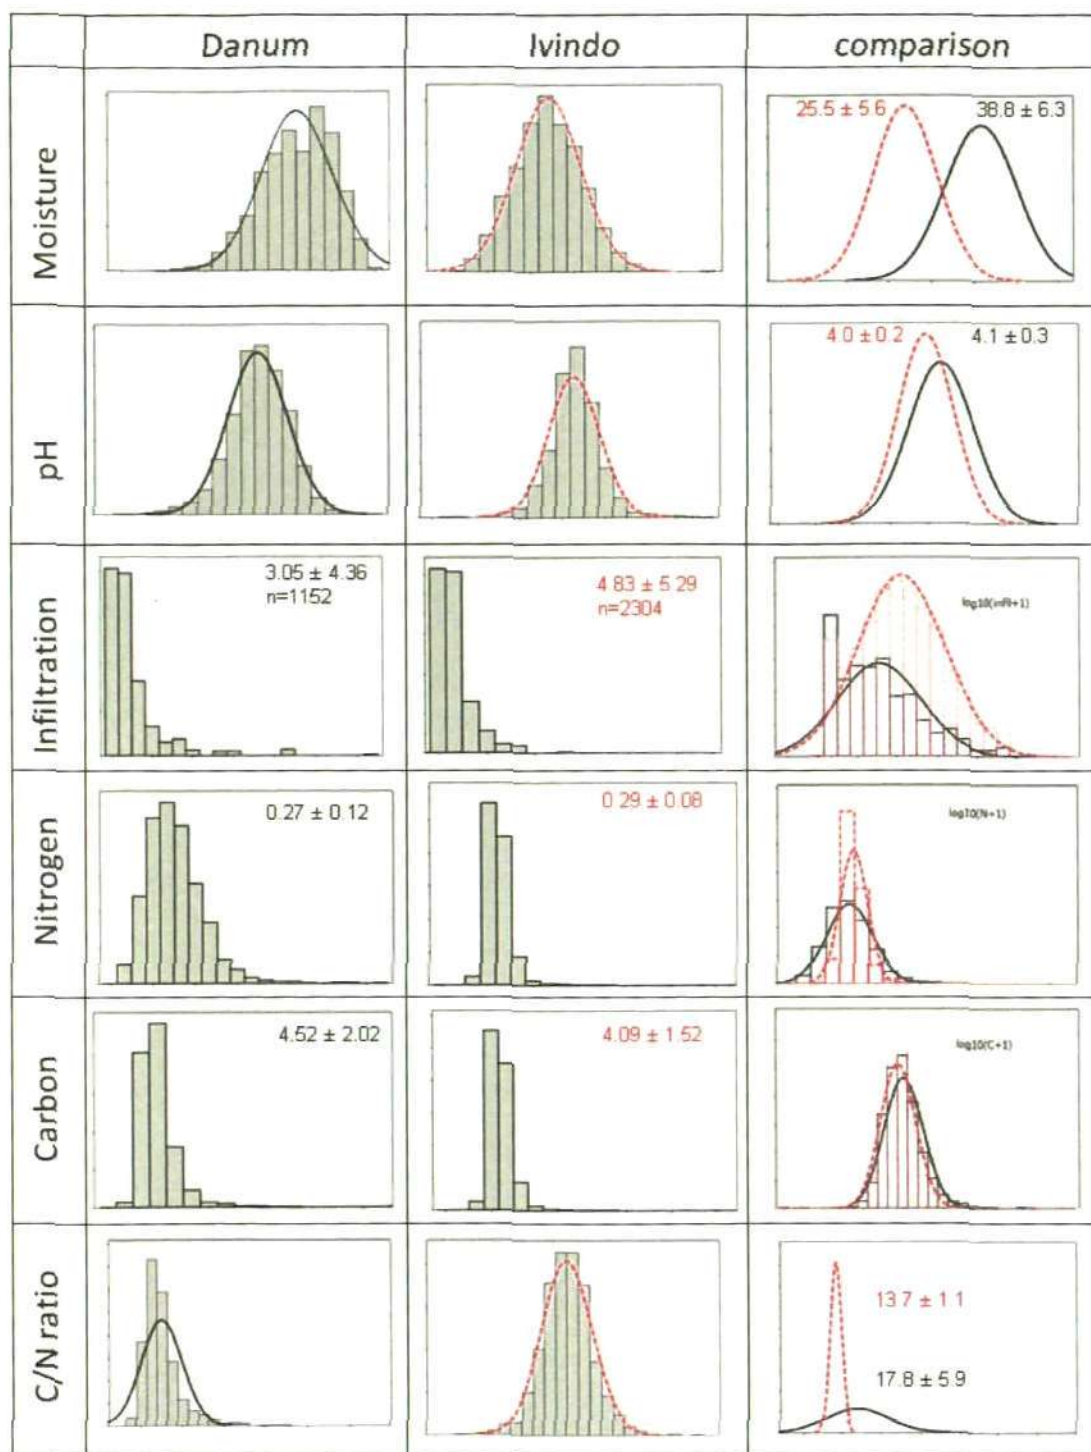 Danum
Ivindo
comparison
Moisture
25.5 ± 5.6
38.8 ± 6.3
pH
4.0 ± 0.2
4.1 ± 0.3
Infiltration
3.05 ± 4.36
n=1152
4.83 ± 5.29
n=2304
log10(infil+1)
Nitrogen
0.27 ± 0.12
0.29 ± 0.08
log10(N+1)
Carbon
4.52 ± 2.02
4.09 ± 1.52
log10(C+1)
C/N ratio
13.7 ± 1.1
17.8 ± 5.9